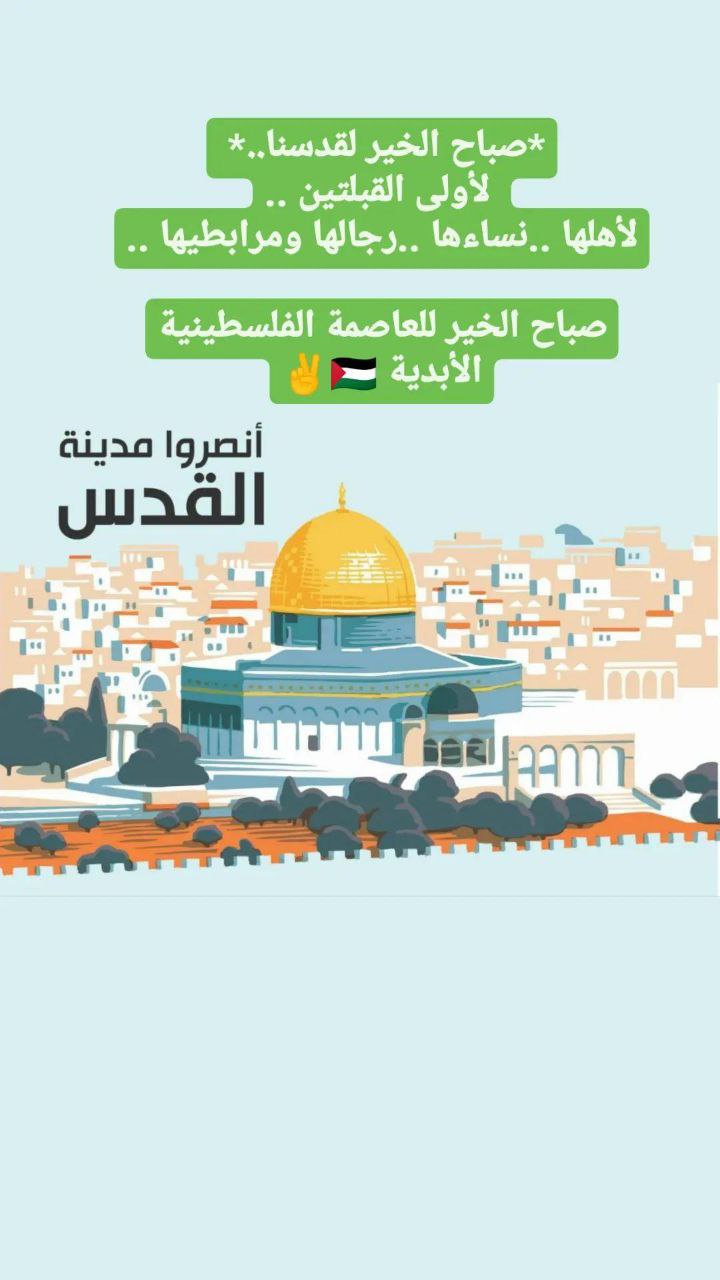 *صباح الخير لقدسنا..*
لأولى القبلتين ..
لأهلها ..نساءها ..رجالها ومرابطيها ..
صباح الخير للعاصمة الفلسطينية
الأبدية 🇵🇸✌️
أنصروا مدينة
القدس